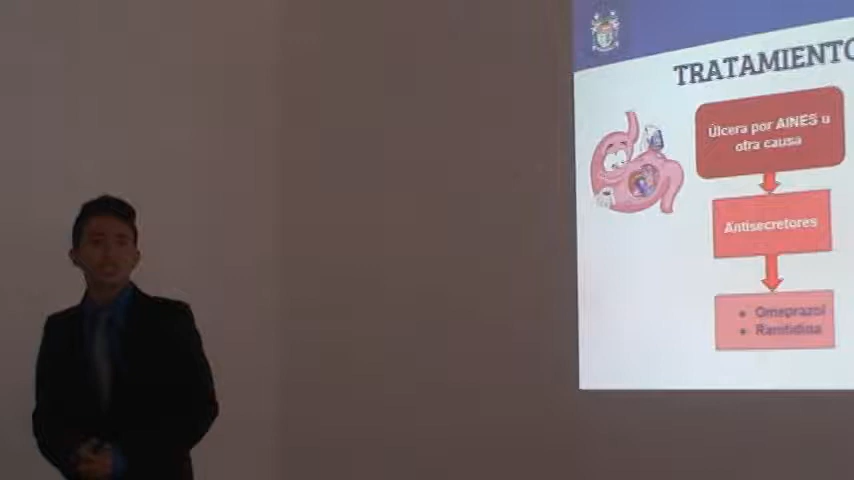 TRATAMIENTO
Úlcera por AINES u
otra causa
Antisecretores
• Omeprazol
• Ranitidina